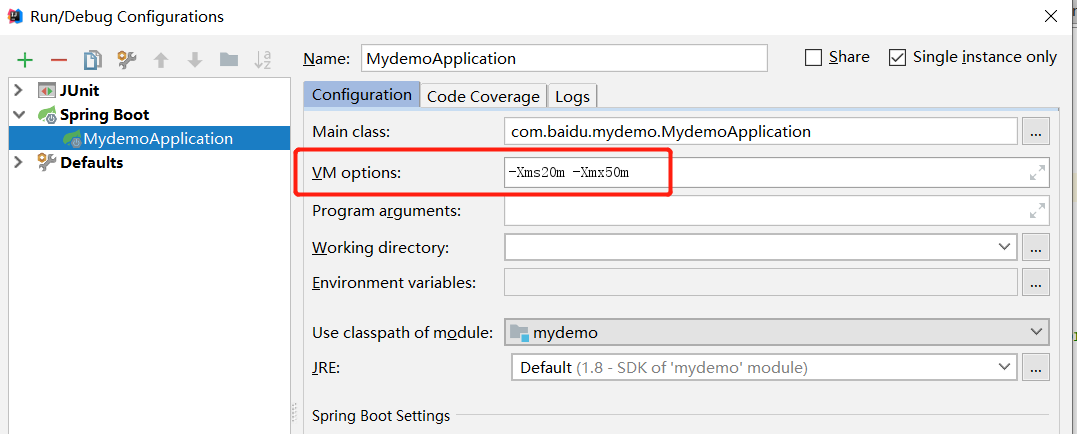 Run/Debug Configurations
Name: MydemoApplication Share Single instance only
JUnit
Spring Boot
MydemoApplication
Defaults
Configuration Code Coverage Logs
Main class: com.baidu.mydemo.MydemoApplication ...
VM options: -Xms20m -Xmx50m
Program arguments:
Working directory: ...
Environment variables: ...
Use classpath of module: mydemo
JRE: Default (1.8 - SDK of 'mydemo' module) ...
Spring Boot Settings